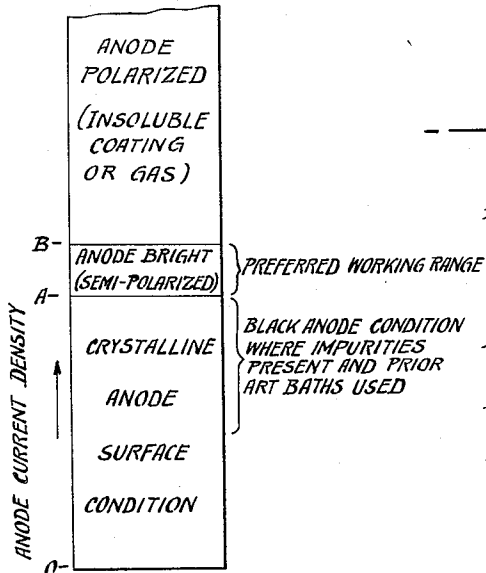 ANODE
POLARIZED
(INSOLUBLE
COATING
OR GAS)
B-
ANODE BRIGHT
(SEMI-POLARIZED)
PREFERRED WORKING RANGE
A-
BLACK ANODE CONDITION
WHERE IMPURITIES
PRESENT AND PRIOR
ART BATHS USED
CRYSTALLINE
ANODE
SURFACE
CONDITION
ANODE CURRENT DENSITY
O-